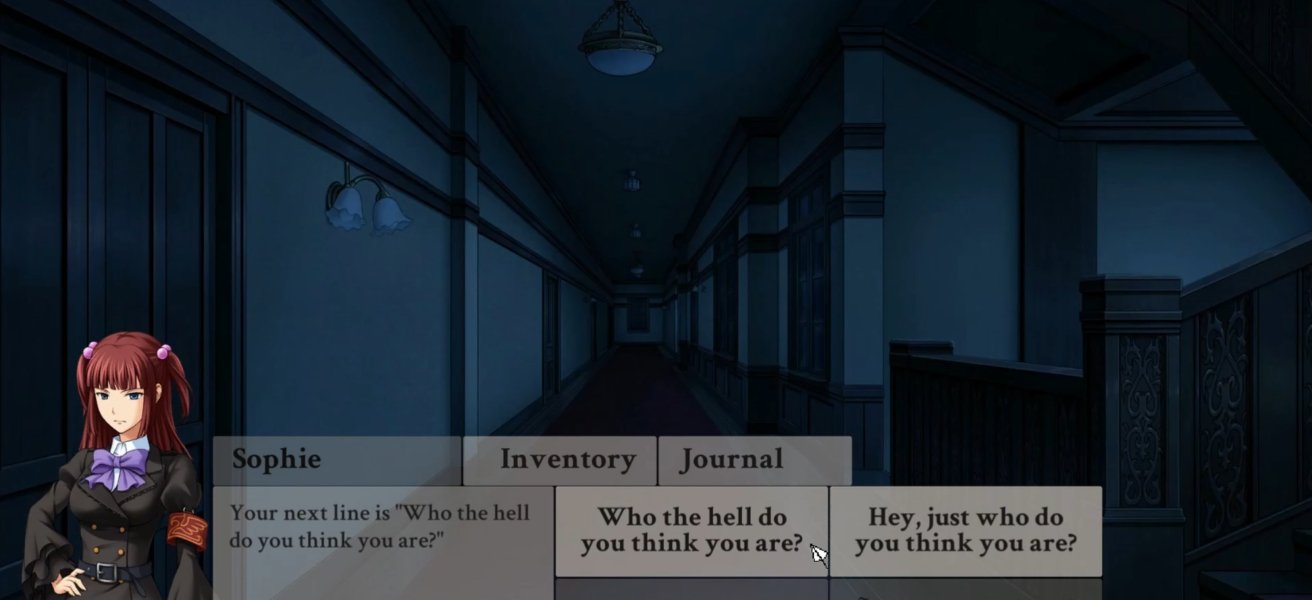 Sophie
Inventory
Journal
Your next line is "Who the hell
do you think you are?"
Who the hell do
you think you are?
Hey, just who do
you think you are?